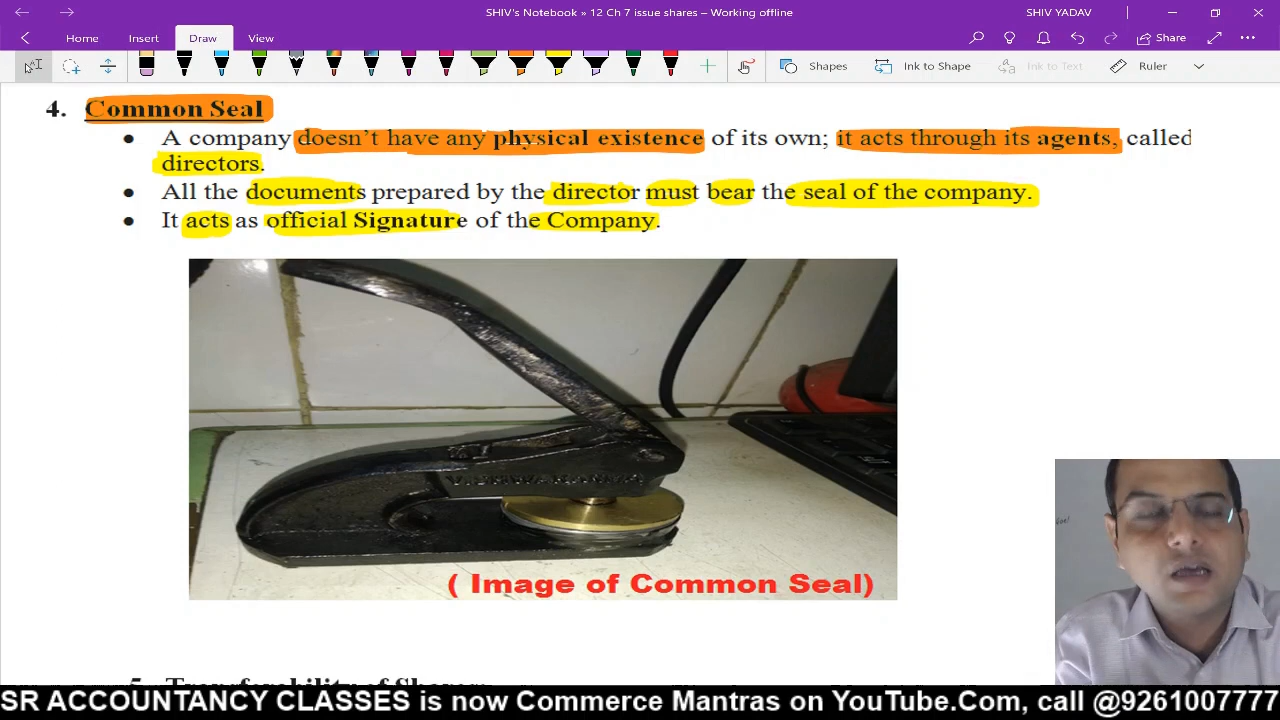 SHIV's Notebook » 12 Ch 7 issue shares – Working offline
SHIV YADAV
Home Insert Draw View
Share
Shapes Ink to Shape Ink to Text Ruler
4. Common Seal
• A company doesn't have any physical existence of its own; it acts through its agents, called
directors.
• All the documents prepared by the director must bear the seal of the company.
• It acts as official Signature of the Company.
( Image of Common Seal)
5. Transferability of Shares
SR ACCOUNTANCY CLASSES is now Commerce Mantras on YouTube.Com, call @9261007777